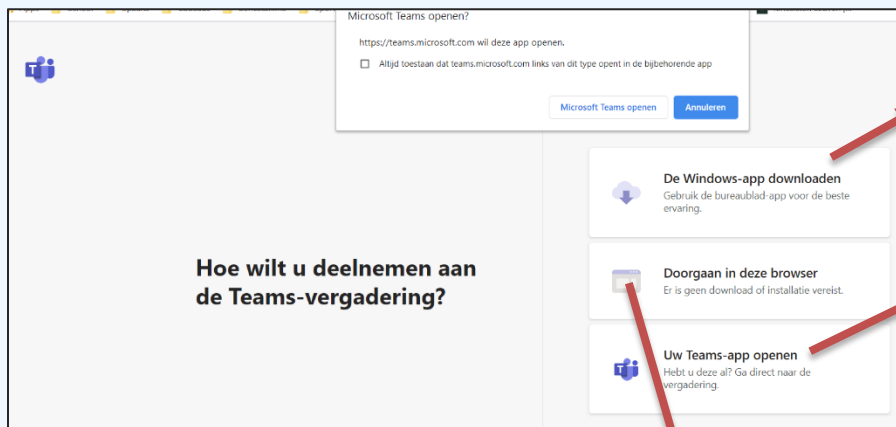 Microsoft Teams openen?
https://teams.microsoft.com wil deze app openen.
Altijd toestaan dat teams.microsoft.com links van dit type opent in de bijbehorende app
Microsoft Teams openen
Annuleren
De Windows-app downloaden
Gebruik de bureaublad-app voor de beste
ervaring.
Hoe wilt u deelnemen aan
de Teams-vergadering?
Doorgaan in deze browser
Er is geen download of installatie vereist.
Uw Teams-app openen
Hebt u deze al? Ga direct naar de
vergadering.